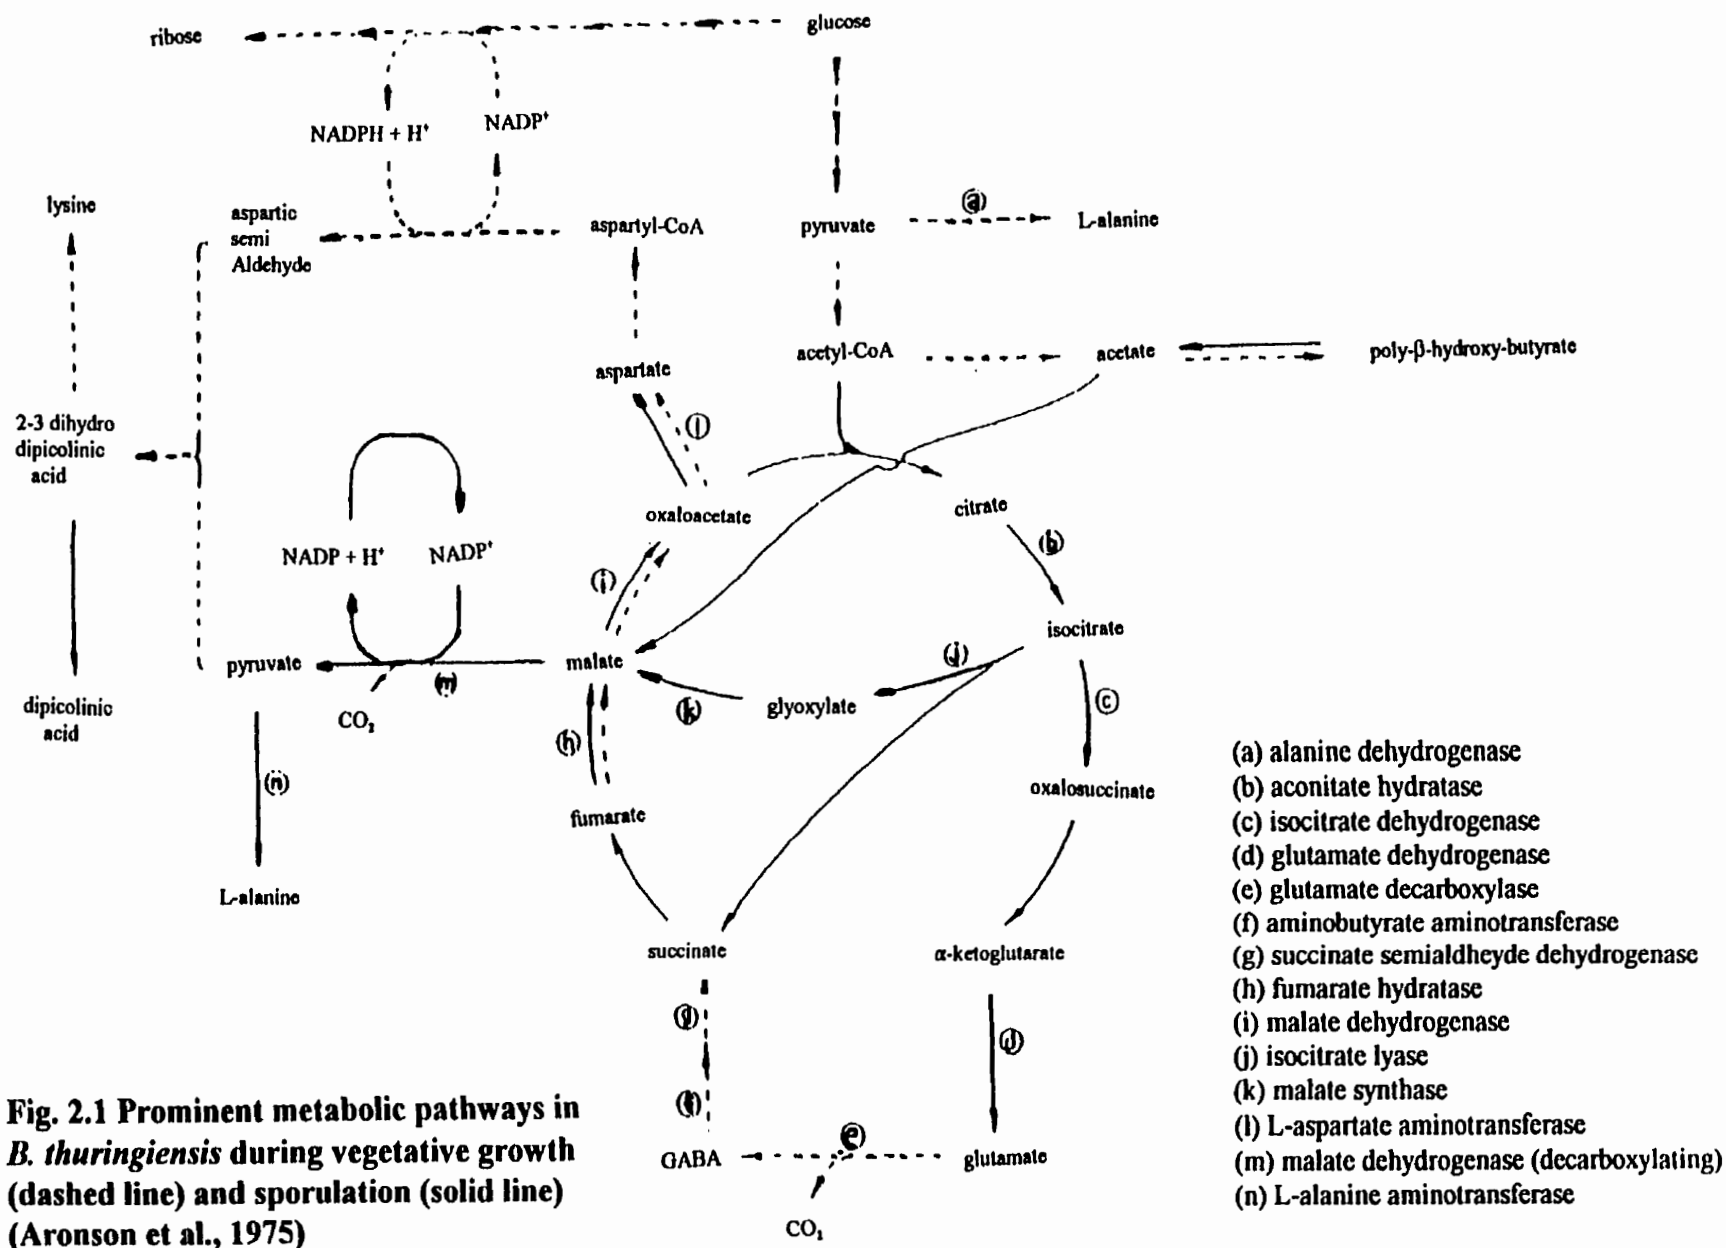 ribose
glucose
NADPH + H⁺
NADP⁺
lysine
aspartic
semi
Aldehyde
aspartyl-CoA
pyruvate
(a)
L-alanine
acetyl-CoA
acetate
poly-β-hydroxy-butyrate
aspartate
2-3 dihydro
dipicolinic
acid
(l)
oxaloacetate
citrate
(b)
NADP + H⁺
NADP⁺
(i)
isocitrate
pyruvate
malate
(j)
(m)
(k)
glyoxylate
(c)
dipicolinic
acid
CO₂
(h)
(n)
oxalosuccinate
fumarate
L-alanine
succinate
α-ketoglutarate
(g)
(d)
(f)
(e)
GABA
glutamate
CO₂
(a) alanine dehydrogenase
(b) aconitate hydratase
(c) isocitrate dehydrogenase
(d) glutamate dehydrogenase
(e) glutamate decarboxylase
(f) aminobutyrate aminotransferase
(g) succinate semialdheyde dehydrogenase
(h) fumarate hydratase
(i) malate dehydrogenase
(j) isocitrate lyase
(k) malate synthase
(l) L-aspartate aminotransferase
(m) malate dehydrogenase (decarboxylating)
(n) L-alanine aminotransferase
Fig. 2.1 Prominent metabolic pathways in
B. thuringiensis during vegetative growth
(dashed line) and sporulation (solid line)
(Aronson et al., 1975)